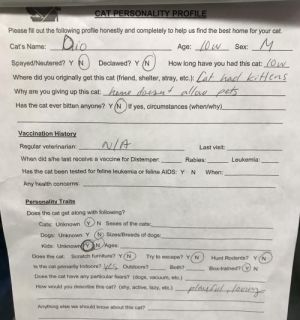 CAT PERSONALITY PROFILE
Please fill out the following profile honestly and completely to help us find the best home for your cat.
Cat's Name: Dio Age: 10w Sex: M
Spayed/Neutered? Y N Declawed? Y N How long have you had this cat: 10w
Where did you originally get this cat (friend, shelter, stray, etc.): Cat had kittens
Why are you giving up this cat: home doesn't allow pets
Has the cat ever bitten anyone? Y N If yes, circumstances (when/why)
Vaccination History
Regular veterinarian: N/A Last visit:
When did s/he last receive a vaccine for Distemper: Rabies: Leukemia:
Has the cat been tested for feline leukemia or feline AIDS: Y N When:
Any health concerns:
Personality Traits
Does the cat get along with following?
Cats: Unknown Y N Sexes of the cats:
Dogs: Unknown Y N Sizes/Breeds of dogs:
Kids: Unknown Y N Ages:
Does the cat: Scratch furniture? Y N Try to escape? Y N Hunt Rodents? Y N
Is the cat primarily Indoors? yes Outdoors? Both? Box-trained? Y N
Does the cat have any particular fears? (dogs, vacuum, etc.)
How would you describe this cat? (shy, active, lazy, etc.) playful, loving
Anything else we should know about this cat?